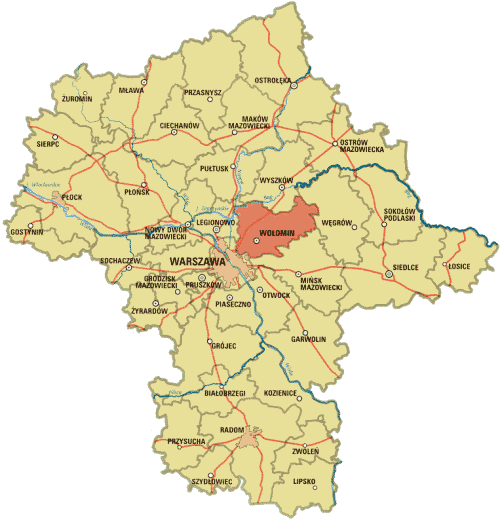 OSTROŁĘKA
MŁAWA
PRZASNYSZ
ŻUROMIN
MAKÓW
MAZOWIECKI
CIECHANÓW
SIERPC
OSTRÓW
MAZOWIECKA
PUŁTUSK
WYSZKÓW
PŁOŃSK
PŁOCK
SOKOŁÓW
PODLASKI
WĘGRÓW
LEGIONOWO
GOSTYNIN
NOWY DWÓR
MAZOWIECKI
WOŁOMIN
SOCHACZEW
WARSZAWA
ŁOSICE
SIEDLCE
GRODZISK
MAZOWIECKI
PRUSZKÓW
MIŃSK
MAZOWIECKI
OTWOCK
PIASECZNO
ŻYRARDÓW
GARWOLIN
GRÓJEC
BIAŁOBRZEGI
KOZIENICE
RADOM
PRZYSUCHA
ZWOLEŃ
SZYDŁOWIEC
LIPSKO